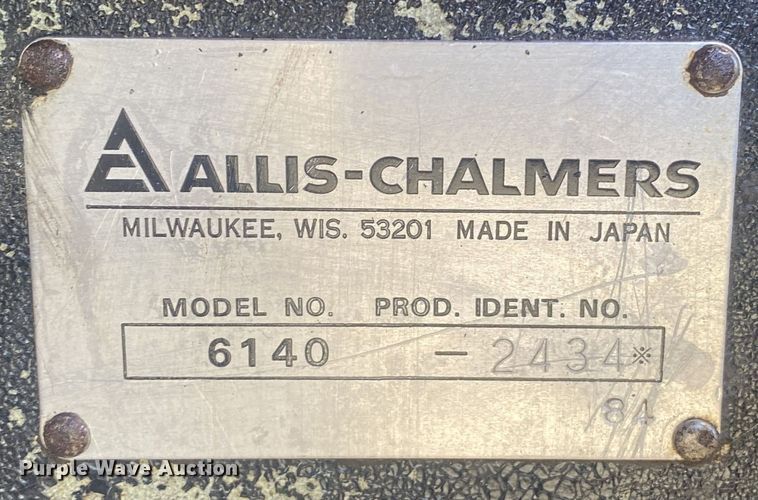 ALLIS-CHALMERS
MILWAUKEE, WIS. 53201 MADE IN JAPAN
MODEL NO. PROD. IDENT. NO.
6140 — 2434※
84
Purple Wave Auction